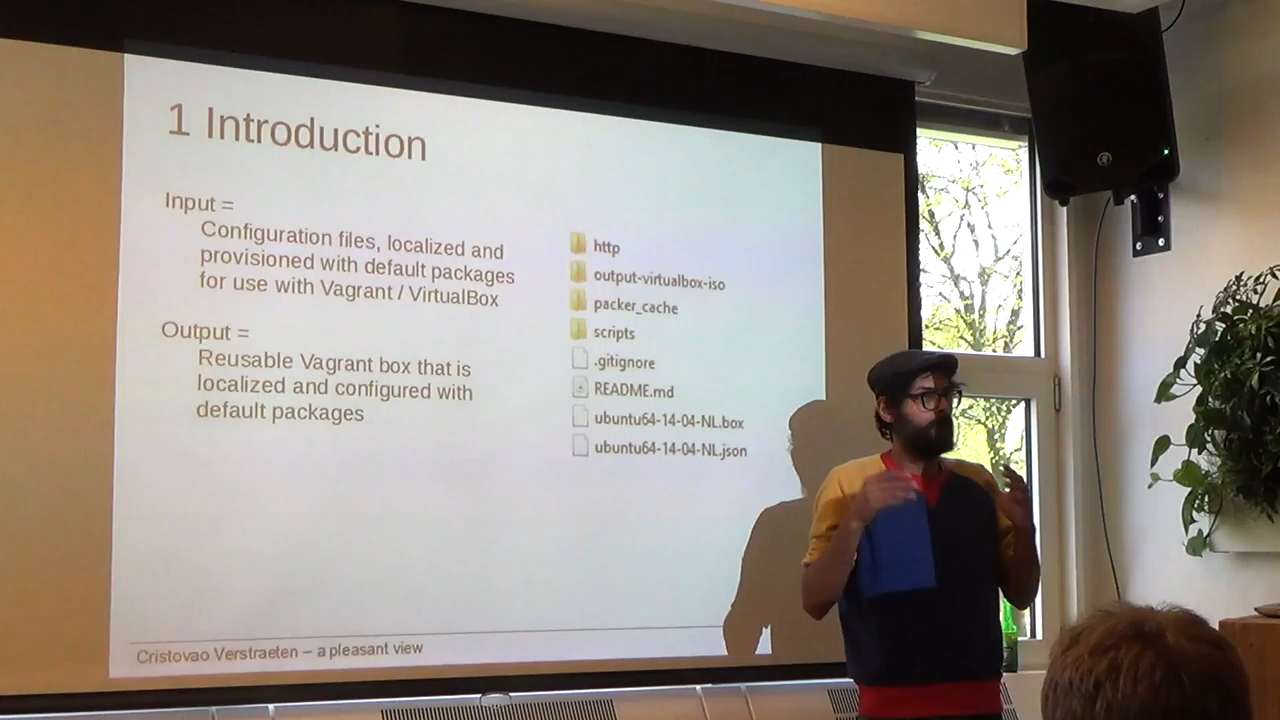 1 Introduction
Input =
Configuration files, localized and
provisioned with default packages
for use with Vagrant / VirtualBox
Output =
Reusable Vagrant box that is
localized and configured with
default packages
http
output-virtualbox-iso
packer_cache
scripts
.gitignore
README.md
ubuntu64-14-04-NL.box
ubuntu64-14-04-NL.json
Cristovao Verstraeten – a pleasant view